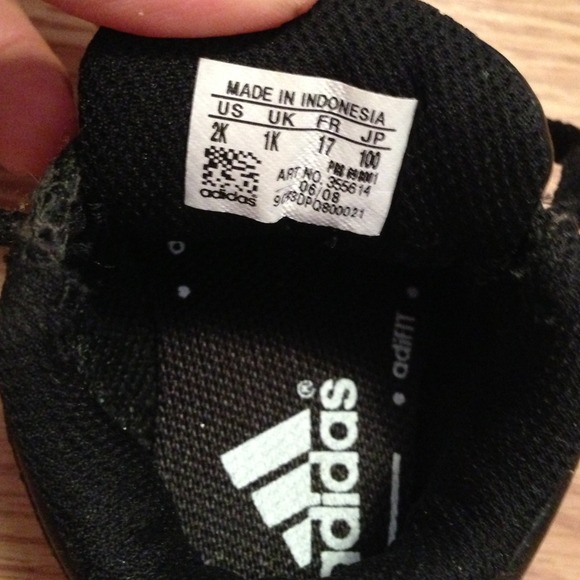 MADE IN INDONESIA
US UK FR JP
2K 1K 17 100
ART NO. 355614
06/08
adidas
adifIT
®
adidas